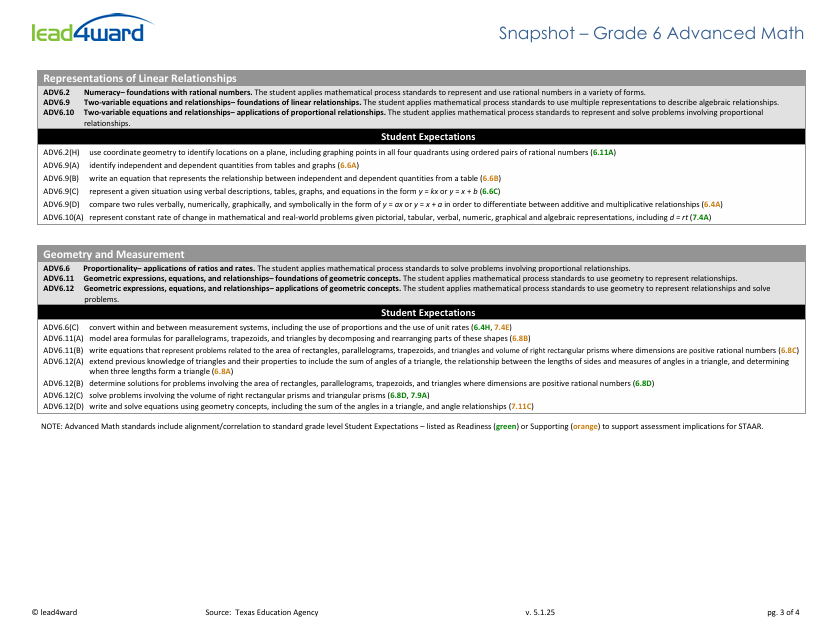 lead4ward
Snapshot – Grade 6 Advanced Math
Representations of Linear Relationships
ADV6.2 Numeracy– foundations with rational numbers. The student applies mathematical process standards to represent and use rational numbers in a variety of forms.
ADV6.9 Two-variable equations and relationships– foundations of linear relationships. The student applies mathematical process standards to use multiple representations to describe algebraic relationships.
ADV6.10 Two-variable equations and relationships– applications of proportional relationships. The student applies mathematical process standards to represent and solve problems involving proportional
relationships.
Student Expectations
ADV6.2(H) use coordinate geometry to identify locations on a plane, including graphing points in all four quadrants using ordered pairs of rational numbers (6.11A)
ADV6.9(A) identify independent and dependent quantities from tables and graphs (6.6A)
ADV6.9(B) write an equation that represents the relationship between independent and dependent quantities from a table (6.6B)
ADV6.9(C) represent a given situation using verbal descriptions, tables, graphs, and equations in the form y = kx or y = x + b (6.6C)
ADV6.9(D) compare two rules verbally, numerically, graphically, and symbolically in the form of y = ax or y = x + a in order to differentiate between additive and multiplicative relationships (6.4A)
ADV6.10(A) represent constant rate of change in mathematical and real-world problems given pictorial, tabular, verbal, numeric, graphical and algebraic representations, including d = rt (7.4A)
Geometry and Measurement
ADV6.6 Proportionality– applications of ratios and rates. The student applies mathematical process standards to solve problems involving proportional relationships.
ADV6.11 Geometric expressions, equations, and relationships– foundations of geometric concepts. The student applies mathematical process standards to use geometry to represent relationships.
ADV6.12 Geometric expressions, equations, and relationships– applications of geometric concepts. The student applies mathematical process standards to use geometry to represent relationships and solve
problems.
Student Expectations
ADV6.6(C) convert within and between measurement systems, including the use of proportions and the use of unit rates (6.4H, 7.4E)
ADV6.11(A) model area formulas for parallelograms, trapezoids, and triangles by decomposing and rearranging parts of these shapes (6.8B)
ADV6.11(B) write equations that represent problems related to the area of rectangles, parallelograms, trapezoids, and triangles and volume of right rectangular prisms where dimensions are positive rational numbers (6.8C)
ADV6.12(A) extend previous knowledge of triangles and their properties to include the sum of angles of a triangle, the relationship between the lengths of sides and measures of angles in a triangle, and determining
when three lengths form a triangle (6.8A)
ADV6.12(B) determine solutions for problems involving the area of rectangles, parallelograms, trapezoids, and triangles where dimensions are positive rational numbers (6.8D)
ADV6.12(C) solve problems involving the volume of right rectangular prisms and triangular prisms (6.8D, 7.9A)
ADV6.12(D) write and solve equations using geometry concepts, including the sum of the angles in a triangle, and angle relationships (7.11C)
NOTE: Advanced Math standards include alignment/correlation to standard grade level Student Expectations – listed as Readiness (green) or Supporting (orange) to support assessment implications for STAAR.
© lead4ward Source: Texas Education Agency v. 5.1.25 pg. 3 of 4